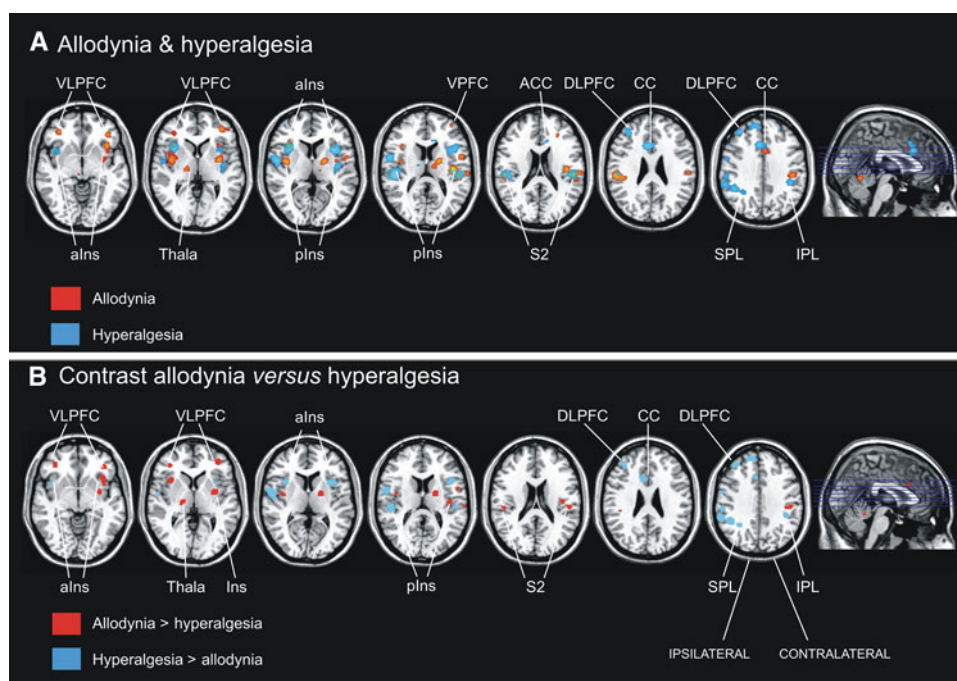 A Allodynia & hyperalgesia
VLPFC VLPFC aIns VPFC ACC DLPFC CC DLPFC CC
aIns Thala pIns pIns S2 SPL IPL
Allodynia
Hyperalgesia
B Contrast allodynia versus hyperalgesia
VLPFC VLPFC aIns DLPFC CC DLPFC
aIns Thala Ins pIns S2 SPL IPL
Allodynia > hyperalgesia
Hyperalgesia > allodynia
IPSILATERAL CONTRALATERAL